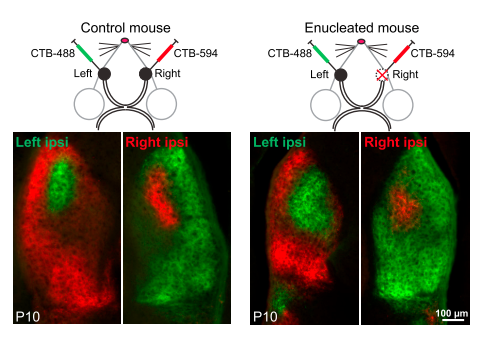 Control mouse
CTB-488
CTB-594
Left
Right
Left ipsi
Right ipsi
P10
Enucleated mouse
CTB-488
CTB-594
Left
Right
Left ipsi
Right ipsi
P10
100 µm